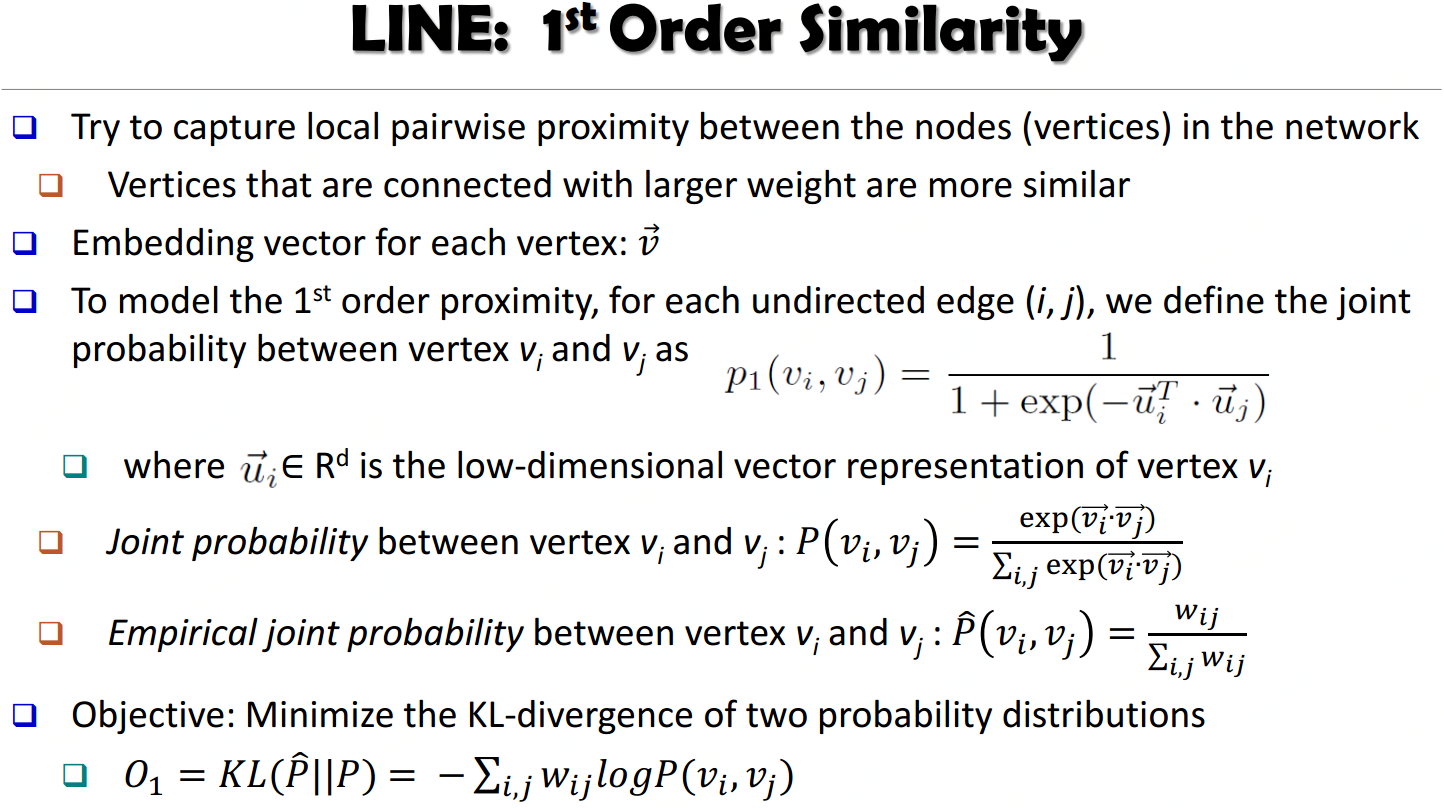 LINE: 1st Order Similarity
Try to capture local pairwise proximity between the nodes (vertices) in the network
Vertices that are connected with larger weight are more similar
Embedding vector for each vertex: $\vec{v}$
To model the 1st order proximity, for each undirected edge (i, j), we define the joint
probability between vertex $v_i$ and $v_j$ as $p_1(v_i, v_j) = \frac{1}{1 + \exp(-\vec{u}_i^T \cdot \vec{u}_j)}$
where $\vec{u}_i \in R^d$ is the low-dimensional vector representation of vertex $v_i$
Joint probability between vertex $v_i$ and $v_j$ : $P(v_i, v_j) = \frac{\exp(\vec{v_i} \cdot \vec{v_j})}{\sum_{i,j} \exp(\vec{v_i} \cdot \vec{v_j})}$
Empirical joint probability between vertex $v_i$ and $v_j$ : $\hat{P}(v_i, v_j) = \frac{w_{ij}}{\sum_{i,j} w_{ij}}$
Objective: Minimize the KL-divergence of two probability distributions
$O_1 = KL(\hat{P}||P) = -\sum_{i,j} w_{ij} log P(v_i, v_j)$